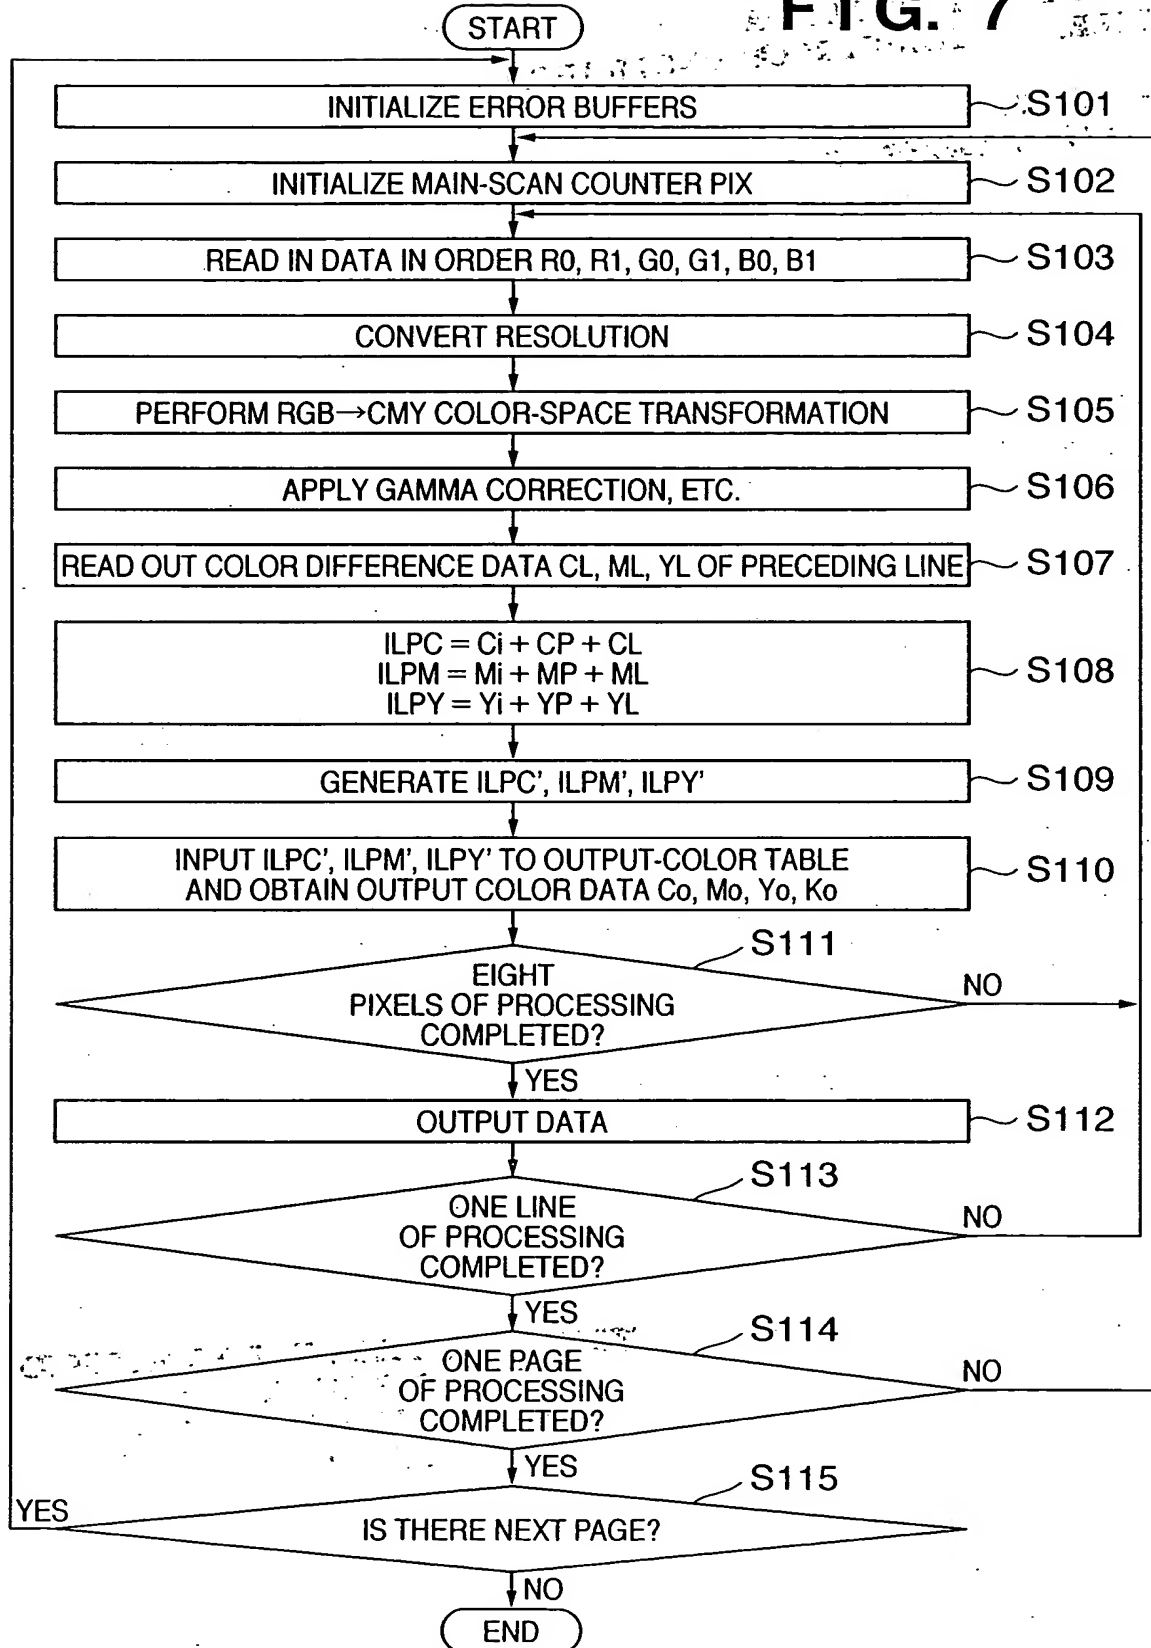 FIG. 7
START
INITIALIZE ERROR BUFFERS
S101
INITIALIZE MAIN-SCAN COUNTER PIX
S102
READ IN DATA IN ORDER R0, R1, G0, G1, B0, B1
S103
CONVERT RESOLUTION
S104
PERFORM RGB→CMY COLOR-SPACE TRANSFORMATION
S105
APPLY GAMMA CORRECTION, ETC.
S106
READ OUT COLOR DIFFERENCE DATA CL, ML, YL OF PRECEDING LINE
S107
ILPC = Ci + CP + CL
ILPM = Mi + MP + ML
ILPY = Yi + YP + YL
S108
GENERATE ILPC', ILPM', ILPY'
S109
INPUT ILPC', ILPM', ILPY' TO OUTPUT-COLOR TABLE
AND OBTAIN OUTPUT COLOR DATA Co, Mo, Yo, Ko
S110
S111
EIGHT
PIXELS OF PROCESSING
COMPLETED?
NO
YES
OUTPUT DATA
S112
S113
ONE LINE
OF PROCESSING
COMPLETED?
NO
YES
S114
ONE PAGE
OF PROCESSING
COMPLETED?
NO
YES
S115
YES
IS THERE NEXT PAGE?
NO
END